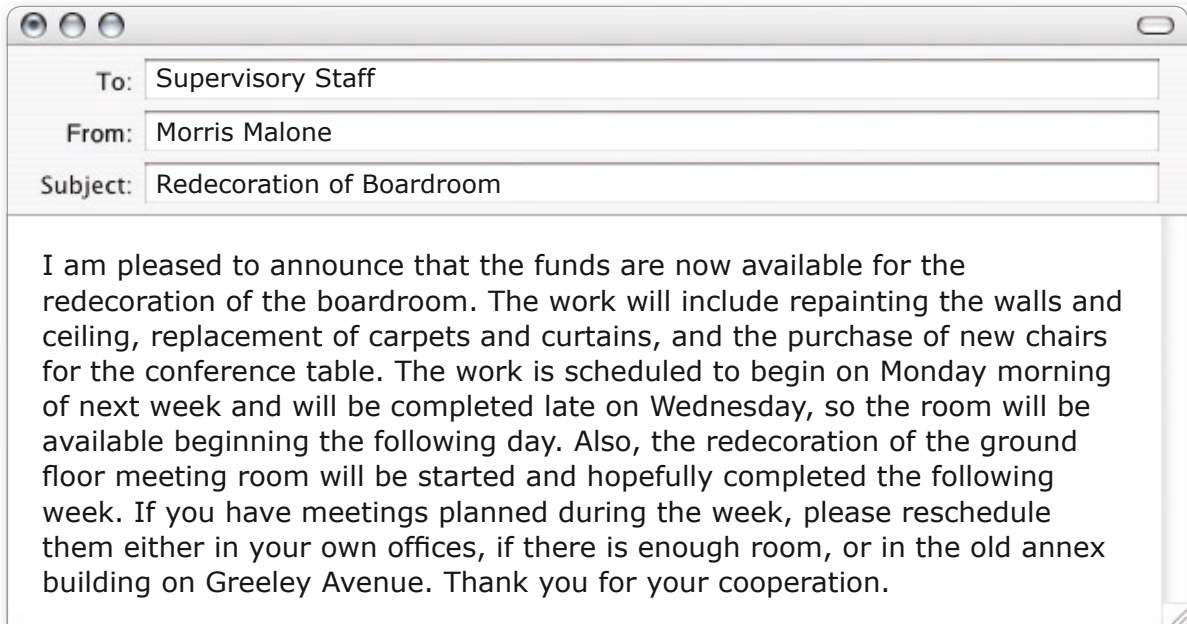 To: Supervisory Staff
From: Morris Malone
Subject: Redecoration of Boardroom
I am pleased to announce that the funds are now available for the
redecoration of the boardroom. The work will include repainting the walls and
ceiling, replacement of carpets and curtains, and the purchase of new chairs
for the conference table. The work is scheduled to begin on Monday morning
of next week and will be completed late on Wednesday, so the room will be
available beginning the following day. Also, the redecoration of the ground
floor meeting room will be started and hopefully completed the following
week. If you have meetings planned during the week, please reschedule
them either in your own offices, if there is enough room, or in the old annex
building on Greeley Avenue. Thank you for your cooperation.